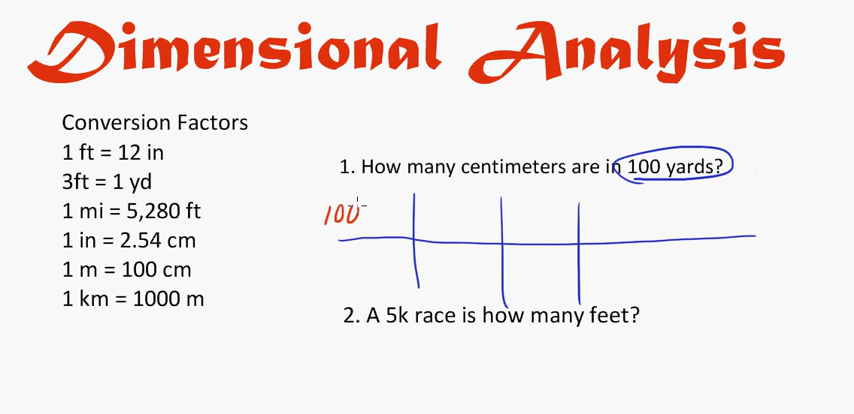 Dimensional Analysis
Conversion Factors
1 ft = 12 in
3ft = 1 yd
1 mi = 5,280 ft
1 in = 2.54 cm
1 m = 100 cm
1 km = 1000 m
1. How many centimeters are in 100 yards?
100
2. A 5k race is how many feet?